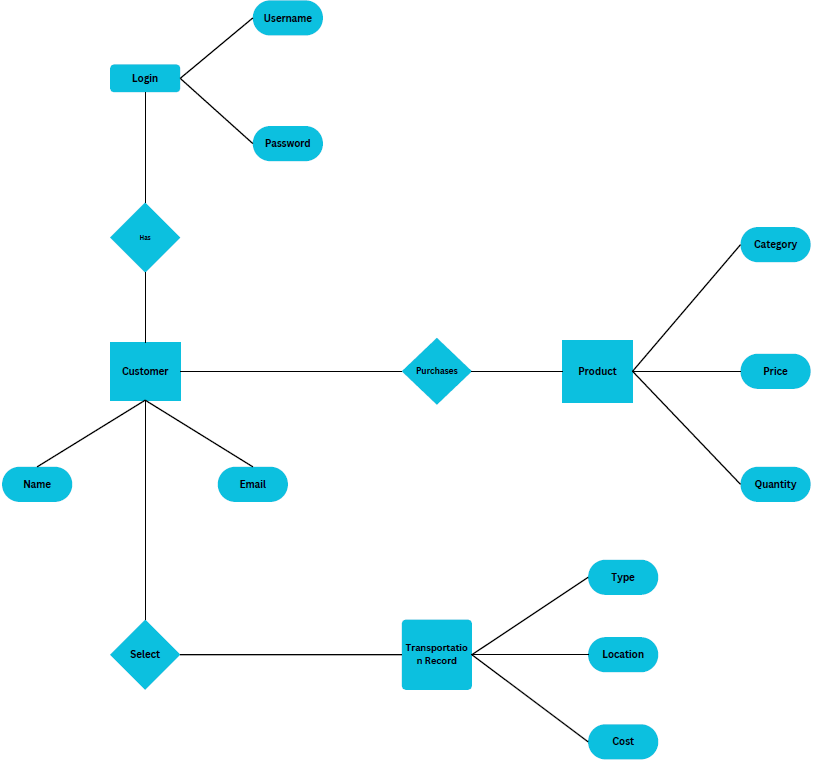 Username
Login
Password
Has
Category
Customer
Purchases
Product
Price
Name
Email
Quantity
Type
Select
Transportatio
n Record
Location
Cost